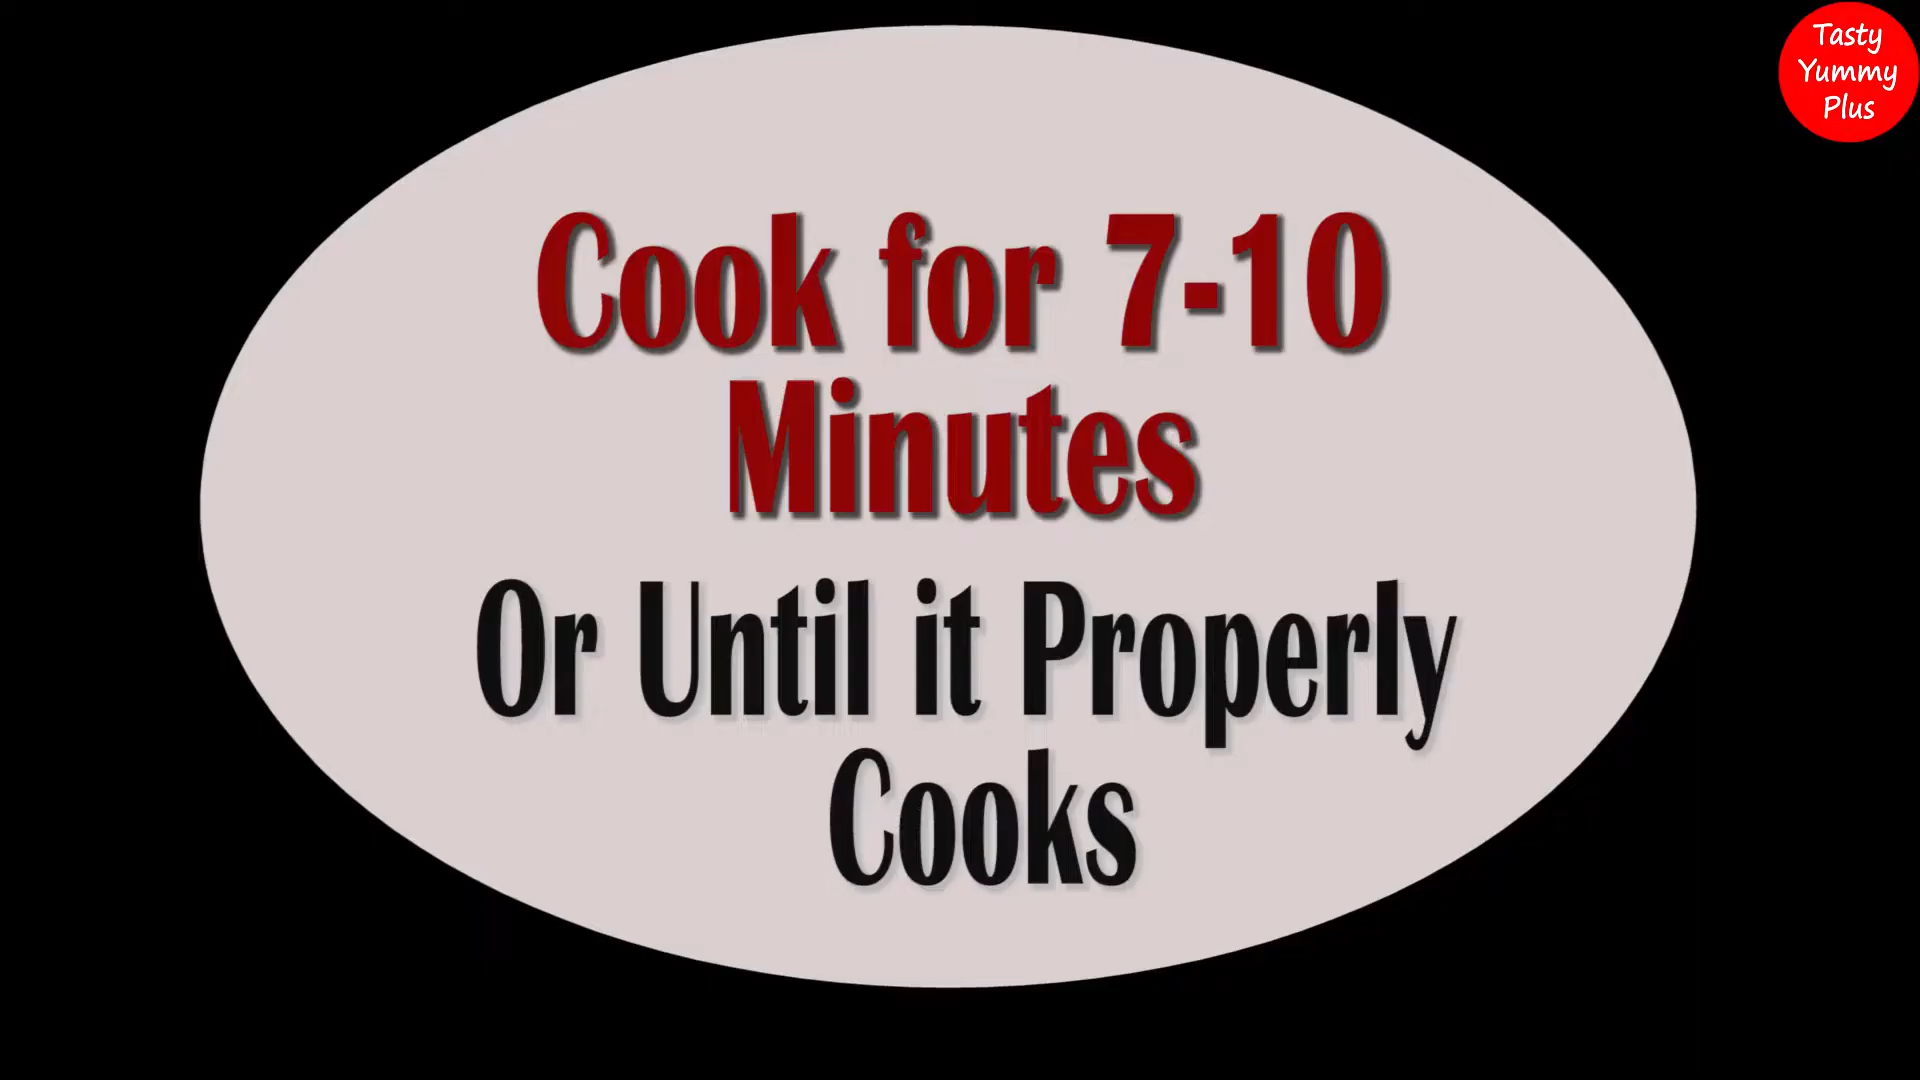 Tasty
Yummy
Plus
Cook for 7-10
Minutes
Or Until it Properly
Cooks